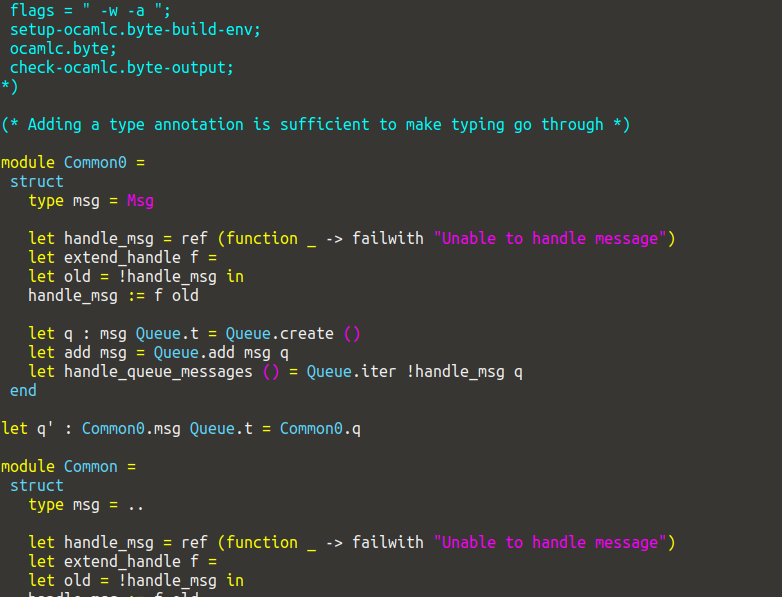 flags = " -w -a ";
setup-ocamlc.byte-build-env;
ocamlc.byte;
check-ocamlc.byte-output;
*)
(* Adding a type annotation is sufficient to make typing go through *)
module Common0 =
struct
type msg = Msg
let handle_msg = ref (function _ -> failwith "Unable to handle message")
let extend_handle f =
let old = !handle_msg in
handle_msg := f old
let q : msg Queue.t = Queue.create ()
let add msg = Queue.add msg q
let handle_queue_messages () = Queue.iter !handle_msg q
end
let q' : Common0.msg Queue.t = Common0.q
module Common =
struct
type msg = ..
let handle_msg = ref (function _ -> failwith "Unable to handle message")
let extend_handle f =
let old = !handle_msg in
handle_msg := f old